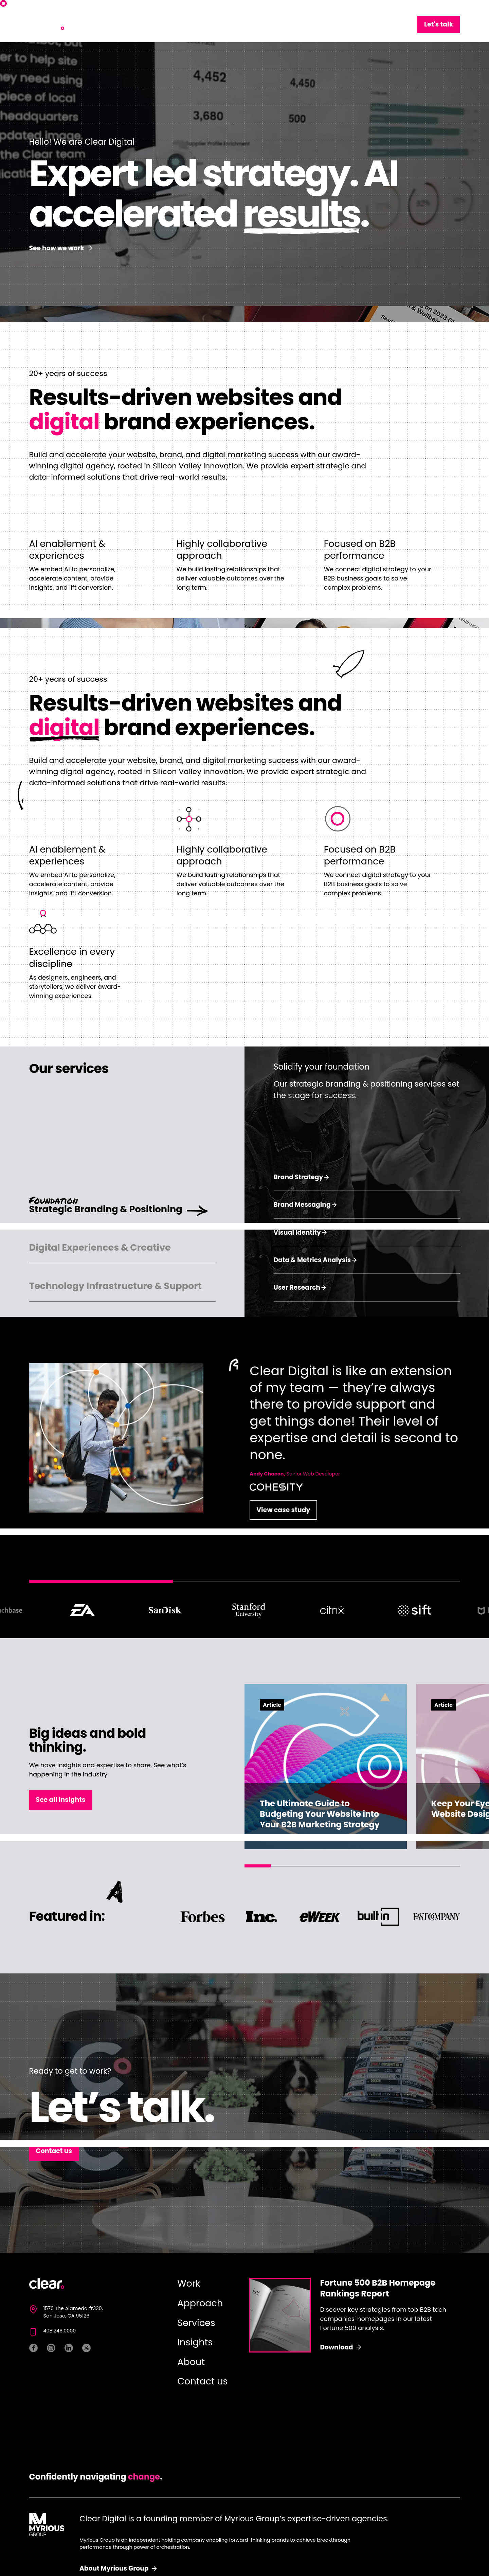 Let's talk
4,452
4,450
3,680
500
Hello! We are Clear Digital
Expert led strategy. AI
accelerated results.
See how we work
20+ years of success
Results-driven websites and
digital brand experiences.
Build and accelerate your website, brand, and digital marketing success with our award-
winning digital agency, rooted in Silicon Valley innovation. We provide expert strategic and
data-informed solutions that drive real-world results.
AI enablement &
experiences
We embed AI to personalize,
accelerate content, provide
insights, and lift conversion.
Highly collaborative
approach
We build lasting relationships that
deliver valuable outcomes over the
long term.
Focused on B2B
performance
We connect digital strategy to your
B2B business goals to solve
complex problems.
20+ years of success
Results-driven websites and
digital brand experiences.
Build and accelerate your website, brand, and digital marketing success with our award-
winning digital agency, rooted in Silicon Valley innovation. We provide expert strategic and
data-informed solutions that drive real-world results.
AI enablement &
experiences
We embed AI to personalize,
accelerate content, provide
insights, and lift conversion.
Highly collaborative
approach
We build lasting relationships that
deliver valuable outcomes over the
long term.
Focused on B2B
performance
We connect digital strategy to your
B2B business goals to solve
complex problems.
Excellence in every
discipline
As designers, engineers, and
storytellers, we deliver award-
winning experiences.
Our services
Foundation
Strategic Branding & Positioning
Digital Experiences & Creative
Technology Infrastructure & Support
Solidify your foundation
Our strategic branding & positioning services set
the stage for success.
Brand Strategy
Brand Messaging
Visual Identity
Data & Metrics Analysis
User Research
Clear Digital is like an extension
of my team — they're always
there to provide support and
get things done! Their level of
expertise and detail is second to
none.
Andy Chacon, Senior Web Developer
COHESITY
View case study
chbase
EA
SanDisk
Stanford
University
citrix
sift
Big ideas and bold
thinking.
We have insights and expertise to share. See what's
happening in the industry.
See all insights
Article
The Ultimate Guide to
Budgeting Your Website into
Your B2B Marketing Strategy
Article
Keep Your Eye
Website Desig
Featured in:
Forbes
Inc.
eWEEK
built in
FAST COMPANY
Ready to get to work?
Let's talk.
Contact us
clear
1570 The Alameda #330,
San Jose, CA 95126
408.246.0000
Work
Approach
Services
Insights
About
Contact us
Fortune 500 B2B Homepage
Rankings Report
Discover key strategies from top B2B tech
companies' homepages in our latest
Fortune 500 analysis.
Download
Confidently navigating change.
M
MYRIOUS
GROUP
Clear Digital is a founding member of Myrious Group's expertise-driven agencies.
Myrious Group is an independent holding company enabling forward-thinking brands to achieve breakthrough
performance through power of orchestration.
About Myrious Group